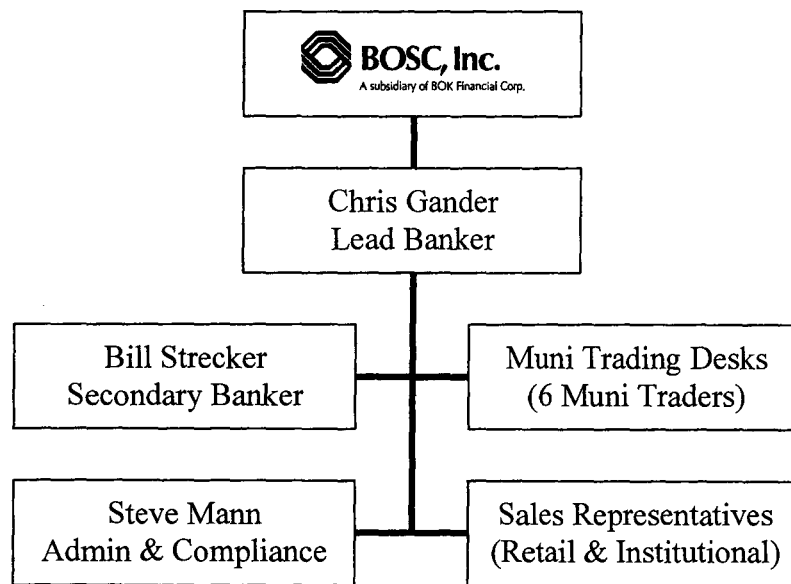 BOSC, Inc.
A subsidiary of BOK Financial Corp.
Chris Gander
Lead Banker
Bill Strecker
Secondary Banker
Muni Trading Desks
(6 Muni Traders)
Steve Mann
Admin & Compliance
Sales Representatives
(Retail & Institutional)